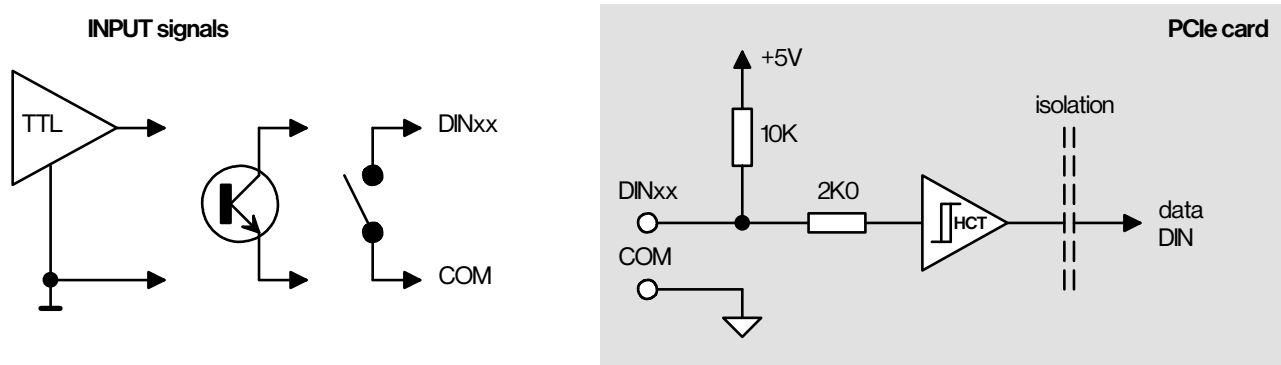 INPUT signals
PCIe card
TTL
DINxx
COM
+5V
10K
isolation
DINxx
2K0
HCT
data
DIN
COM